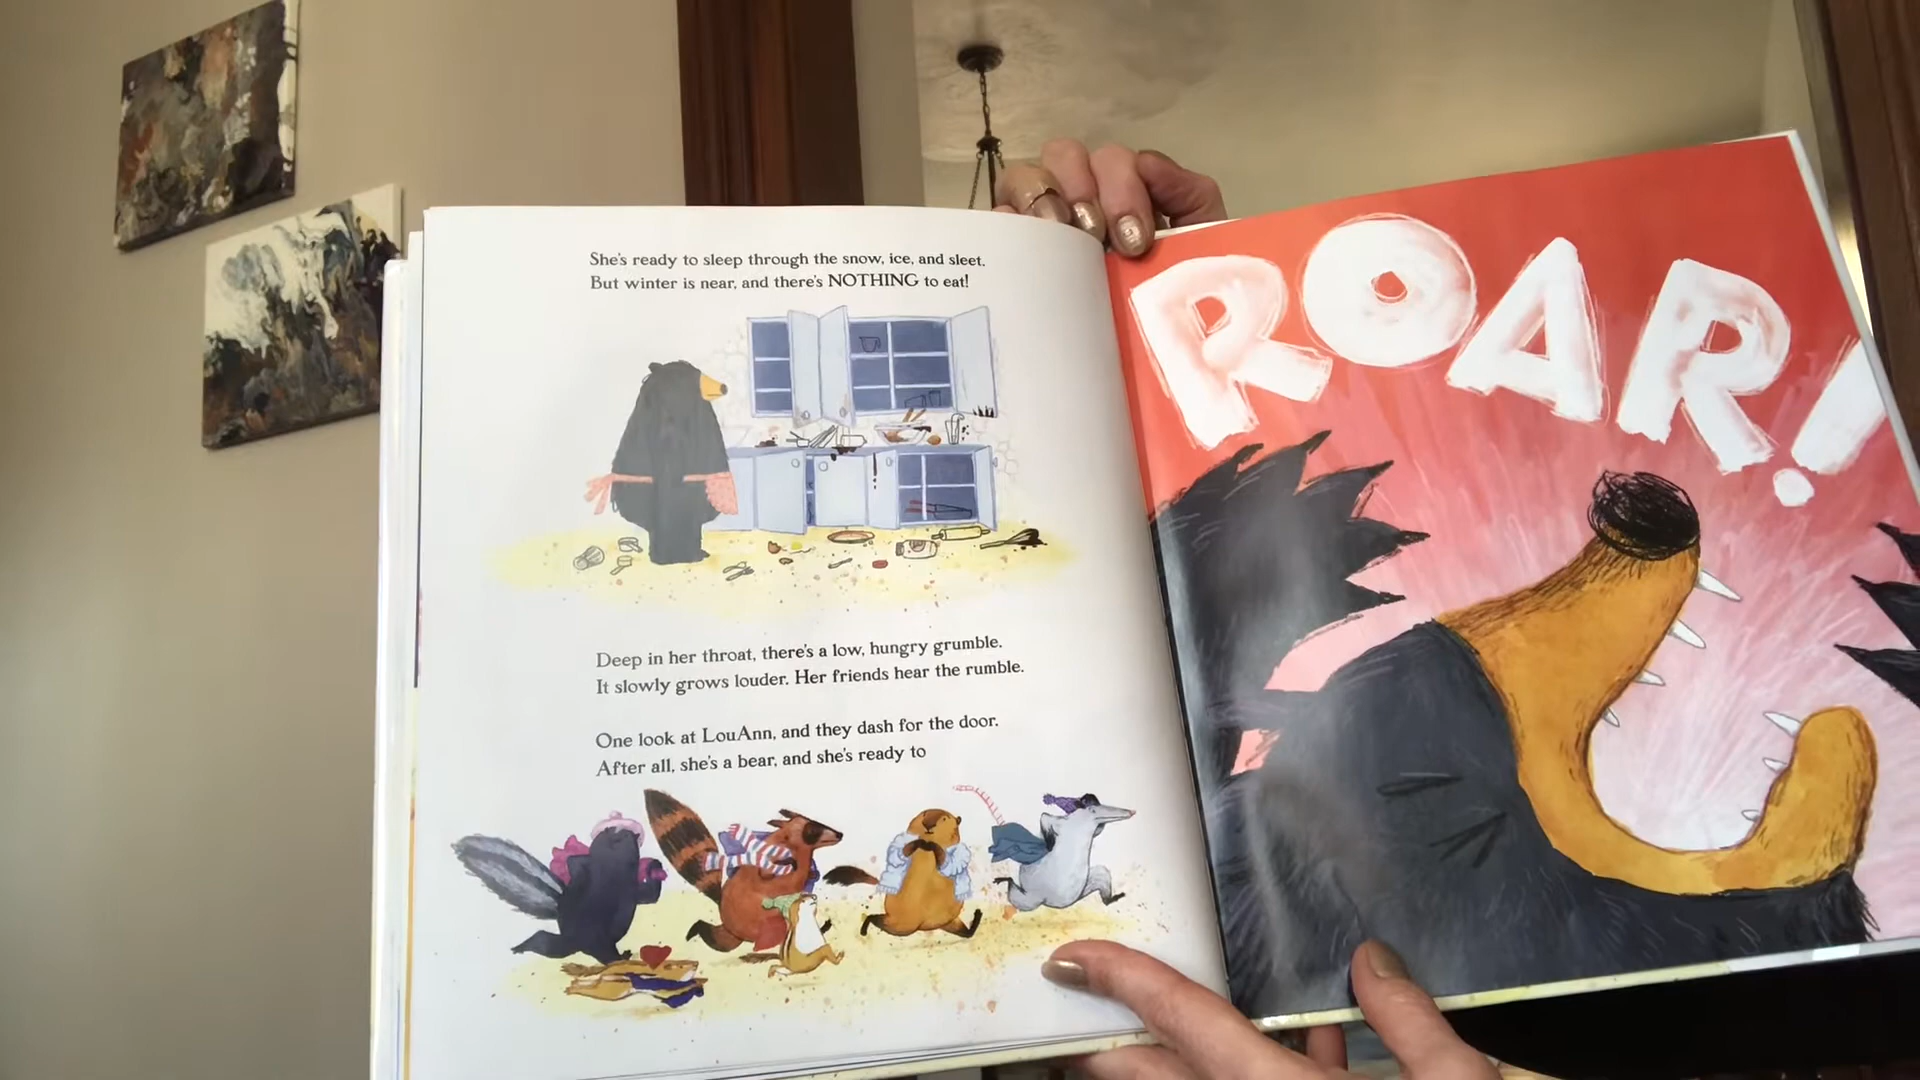 She's ready to sleep through the snow, ice, and sleet.
But winter is near, and there's NOTHING to eat!
Deep in her throat, there's a low, hungry grumble.
It slowly grows louder. Her friends hear the rumble.
One look at LouAnn, and they dash for the door.
After all, she's a bear, and she's ready to
ROAR!